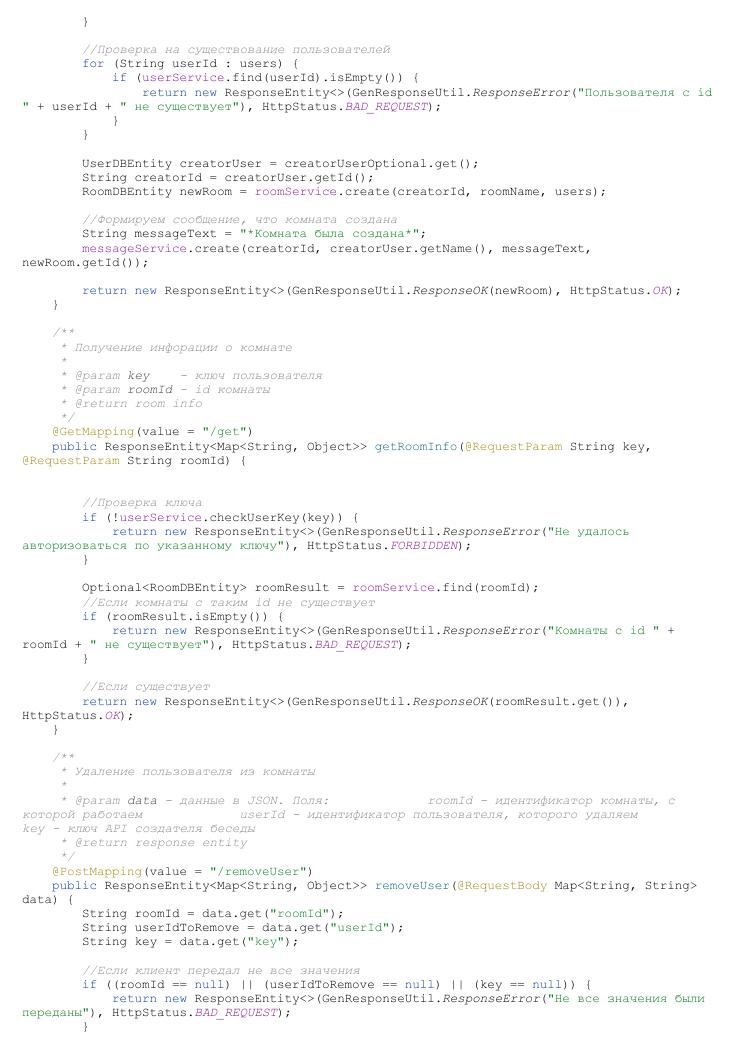 }

        //Проверка на существование пользователей
        for (String userId : users) {
            if (userService.find(userId).isEmpty()) {
                return new ResponseEntity<>(GenResponseUtil.ResponseError("Пользователя с id
" + userId + " не существует"), HttpStatus.BAD_REQUEST);
            }
        }

        UserDBEntity creatorUser = creatorUserOptional.get();
        String creatorId = creatorUser.getId();
        RoomDBEntity newRoom = roomService.create(creatorId, roomName, users);

        //Формируем сообщение, что комната создана
        String messageText = "*Комната была создана*";
        messageService.create(creatorId, creatorUser.getName(), messageText,
newRoom.getId());

        return new ResponseEntity<>(GenResponseUtil.ResponseOK(newRoom), HttpStatus.OK);
    }

    /**
     * Получение инфорации о комнате
     *
     * @param key    - ключ пользователя
     * @param roomId - id комнаты
     * @return room info
     */
    @GetMapping(value = "/get")
    public ResponseEntity<Map<String, Object>> getRoomInfo(@RequestParam String key,
@RequestParam String roomId) {


        //Проверка ключа
        if (!userService.checkUserKey(key)) {
            return new ResponseEntity<>(GenResponseUtil.ResponseError("Не удалось
авторизоваться по указанному ключу"), HttpStatus.FORBIDDEN);
        }

        Optional<RoomDBEntity> roomResult = roomService.find(roomId);
        //Если комнаты с таким id не существует
        if (roomResult.isEmpty()) {
            return new ResponseEntity<>(GenResponseUtil.ResponseError("Комнаты с id " +
roomId + " не существует"), HttpStatus.BAD_REQUEST);
        }

        //Если существует
        return new ResponseEntity<>(GenResponseUtil.ResponseOK(roomResult.get()),
HttpStatus.OK);
    }

    /**
     * Удаление пользователя из комнаты
     *
     * @param data - данные в JSON. Поля:             roomId - идентификатор комнаты, с
которой работаем             userId - идентификатор пользователя, которого удаляем
key - ключ API создателя беседы
     * @return response entity
     */
    @PostMapping(value = "/removeUser")
    public ResponseEntity<Map<String, Object>> removeUser(@RequestBody Map<String, String>
data) {
        String roomId = data.get("roomId");
        String userIdToRemove = data.get("userId");
        String key = data.get("key");

        //Если клиент передал не все значения
        if ((roomId == null) || (userIdToRemove == null) || (key == null)) {
            return new ResponseEntity<>(GenResponseUtil.ResponseError("Не все значения были
переданы"), HttpStatus.BAD_REQUEST);
        }